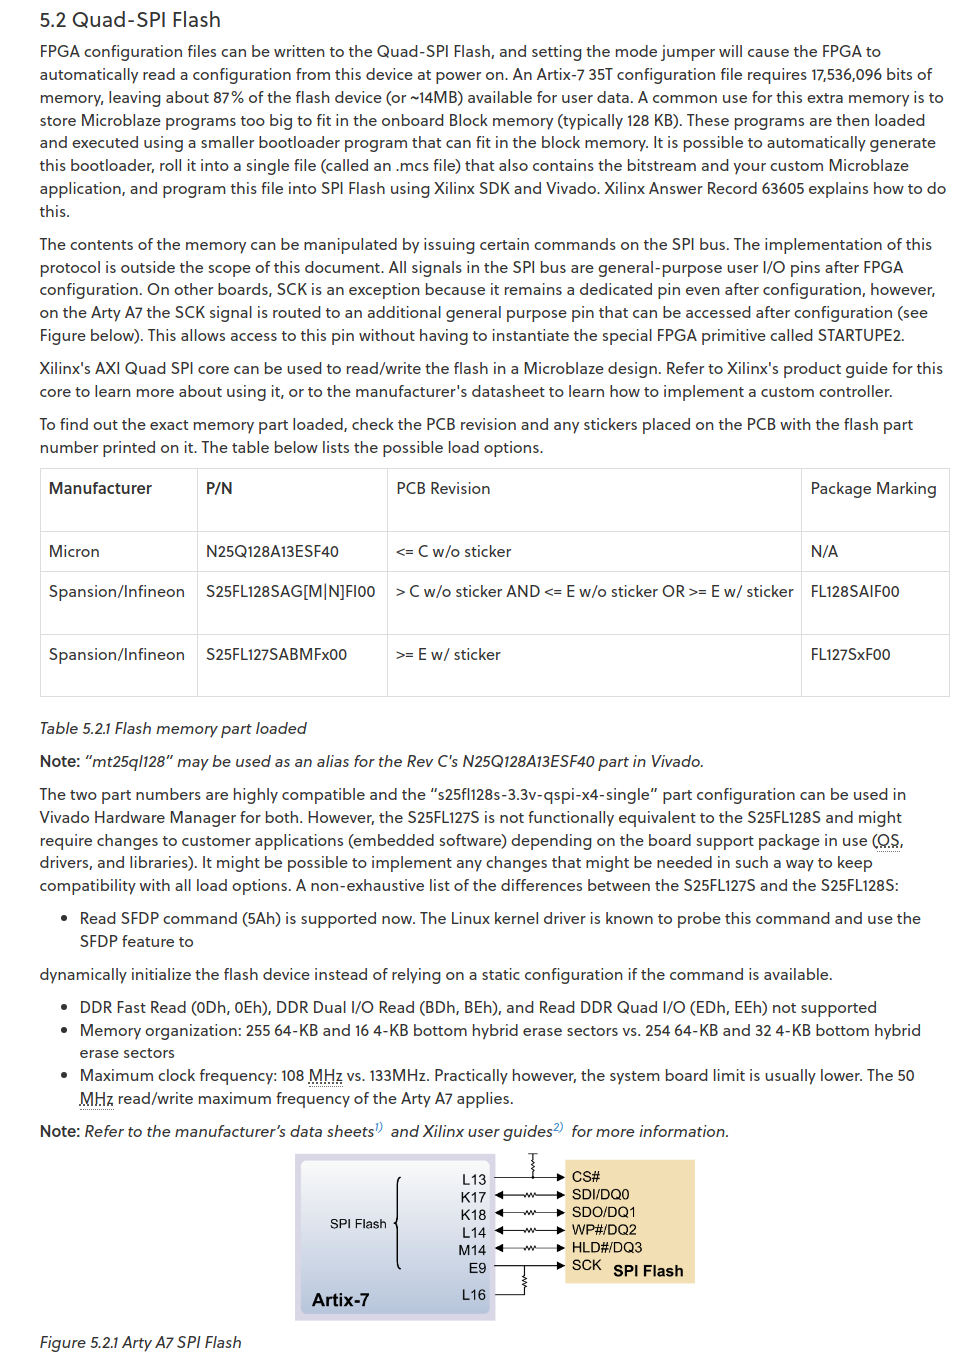 5.2 Quad-SPI Flash
FPGA configuration files can be written to the Quad-SPI Flash, and setting the mode jumper will cause the FPGA to
automatically read a configuration from this device at power on. An Artix-7 35T configuration file requires 17,536,096 bits of
memory, leaving about 87% of the flash device (or ~14MB) available for user data. A common use for this extra memory is to
store Microblaze programs too big to fit in the onboard Block memory (typically 128 KB). These programs are then loaded
and executed using a smaller bootloader program that can fit in the block memory. It is possible to automatically generate
this bootloader, roll it into a single file (called an .mcs file) that also contains the bitstream and your custom Microblaze
application, and program this file into SPI Flash using Xilinx SDK and Vivado. Xilinx Answer Record 63605 explains how to do
this.
The contents of the memory can be manipulated by issuing certain commands on the SPI bus. The implementation of this
protocol is outside the scope of this document. All signals in the SPI bus are general-purpose user I/O pins after FPGA
configuration. On other boards, SCK is an exception because it remains a dedicated pin even after configuration, however,
on the Arty A7 the SCK signal is routed to an additional general purpose pin that can be accessed after configuration (see
Figure below). This allows access to this pin without having to instantiate the special FPGA primitive called STARTUPE2.
Xilinx's AXI Quad SPI core can be used to read/write the flash in a Microblaze design. Refer to Xilinx's product guide for this
core to learn more about using it, or to the manufacturer's datasheet to learn how to implement a custom controller.
To find out the exact memory part loaded, check the PCB revision and any stickers placed on the PCB with the flash part
number printed on it. The table below lists the possible load options.
Manufacturer P/N PCB Revision Package Marking
Micron N25Q128A13ESF40 <= C w/o sticker N/A
Spansion/Infineon S25FL128SAG[M|N]FI00 > C w/o sticker AND <= E w/o sticker OR >= E w/ sticker FL128SAIF00
Spansion/Infineon S25FL127SABMFx00 >= E w/ sticker FL127SxF00
Table 5.2.1 Flash memory part loaded
Note: "mt25ql128" may be used as an alias for the Rev C's N25Q128A13ESF40 part in Vivado.
The two part numbers are highly compatible and the "s25fl128s-3.3v-qspi-x4-single" part configuration can be used in
Vivado Hardware Manager for both. However, the S25FL127S is not functionally equivalent to the S25FL128S and might
require changes to customer applications (embedded software) depending on the board support package in use (OS,
drivers, and libraries). It might be possible to implement any changes that might be needed in such a way to keep
compatibility with all load options. A non-exhaustive list of the differences between the S25FL127S and the S25FL128S:
• Read SFDP command (5Ah) is supported now. The Linux kernel driver is known to probe this command and use the
SFDP feature to
dynamically initialize the flash device instead of relying on a static configuration if the command is available.
• DDR Fast Read (0Dh, 0Eh), DDR Dual I/O Read (BDh, BEh), and Read DDR Quad I/O (EDh, EEh) not supported
• Memory organization: 255 64-KB and 16 4-KB bottom hybrid erase sectors vs. 254 64-KB and 32 4-KB bottom hybrid
erase sectors
• Maximum clock frequency: 108 MHz vs. 133MHz. Practically however, the system board limit is usually lower. The 50
MHz read/write maximum frequency of the Arty A7 applies.
Note: Refer to the manufacturer's data sheets1) and Xilinx user guides2) for more information.
L13 CS#
K17 SDI/DQ0
K18 SDO/DQ1
SPI Flash
L14 WP#/DQ2
M14 HLD#/DQ3
E9 SCK SPI Flash
L16
Artix-7
Figure 5.2.1 Arty A7 SPI Flash